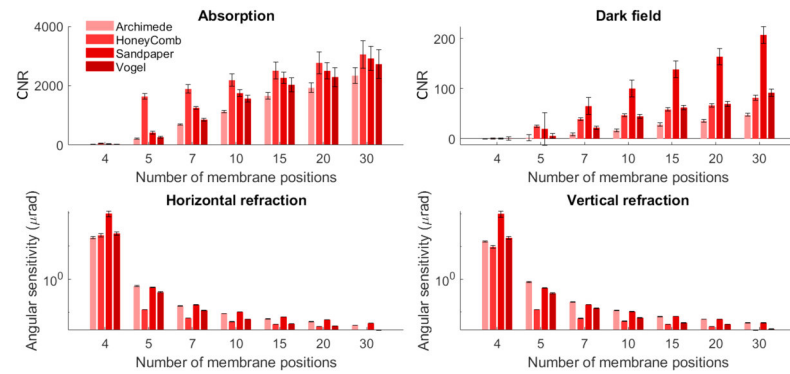 Absorption
CNR
4000
2000
0
Archimede
HoneyComb
Sandpaper
Vogel
4 5 7 10 15 20 30
Number of membrane positions
Dark field
CNR
200
100
0
4 5 7 10 15 20 30
Number of membrane positions
Horizontal refraction
Angular sensitivity (μrad)
10⁰
4 5 7 10 15 20 30
Number of membrane positions
Vertical refraction
Angular sensitivity (μrad)
10⁰
4 5 7 10 15 20 30
Number of membrane positions